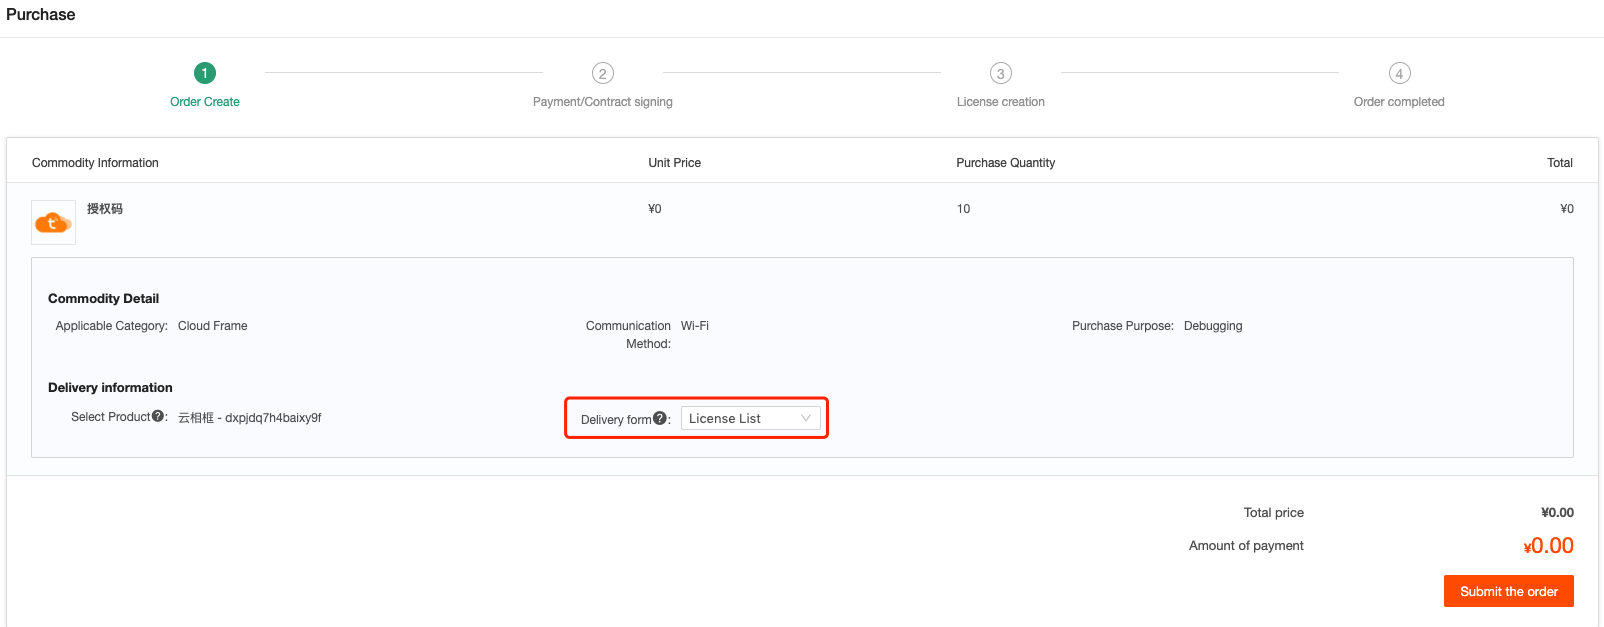 Purchase
1
2
3
4
Order Create
Payment/Contract signing
License creation
Order completed
Commodity Information
Unit Price
Purchase Quantity
Total
t
授权码
¥0
10
¥0
Commodity Detail
Applicable Category: Cloud Frame
Communication Method: Wi-Fi
Purchase Purpose: Debugging
Delivery information
Select Product?: 云相框 - dxpjdq7h4baixy9f
Delivery form?: License List
Total price
¥0.00
Amount of payment
¥0.00
Submit the order